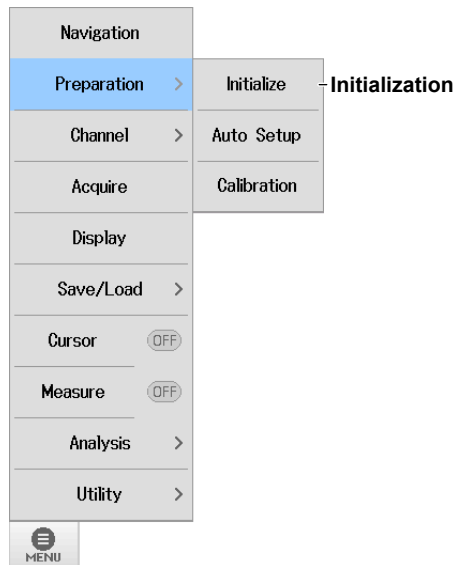 Navigation
Preparation >
Initialize
Initialization
Channel >
Auto Setup
Acquire
Calibration
Display
Save/Load >
Cursor OFF
Measure OFF
Analysis >
Utility >
MENU